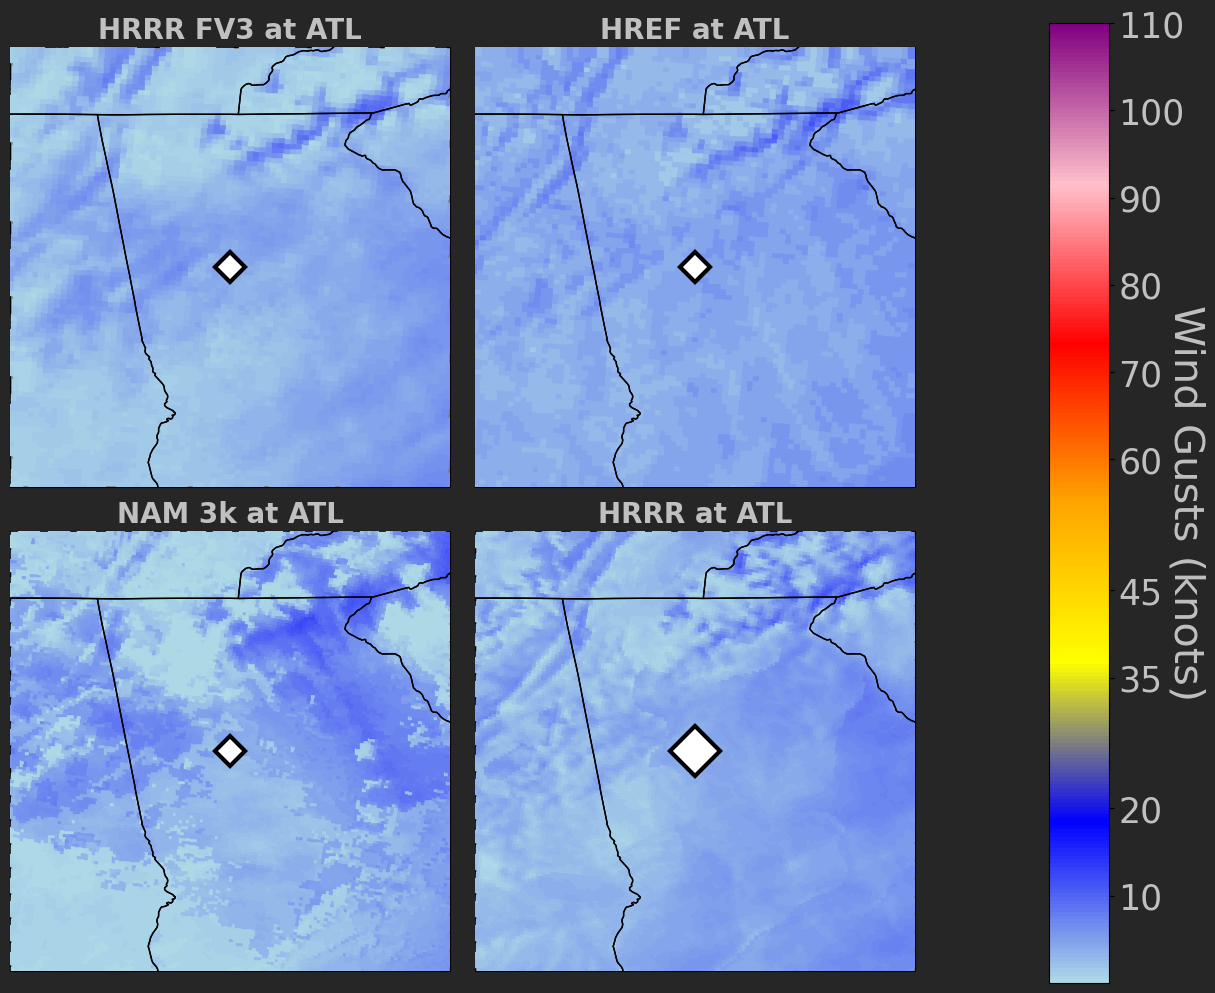 HRRR FV3 at ATL
HREF at ATL
NAM 3k at ATL
HRRR at ATL
110
100
90
80
70
60
45
35
20
10
Wind Gusts (knots)